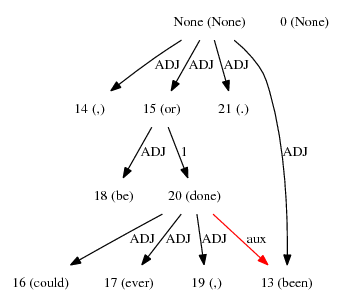 None (None) 0 (None)
ADJ ADJ ADJ
14 (,) 15 (or) 21 (.)
ADJ 1 ADJ
18 (be) 20 (done)
ADJ ADJ ADJ aux
16 (could) 17 (ever) 19 (,) 13 (been)